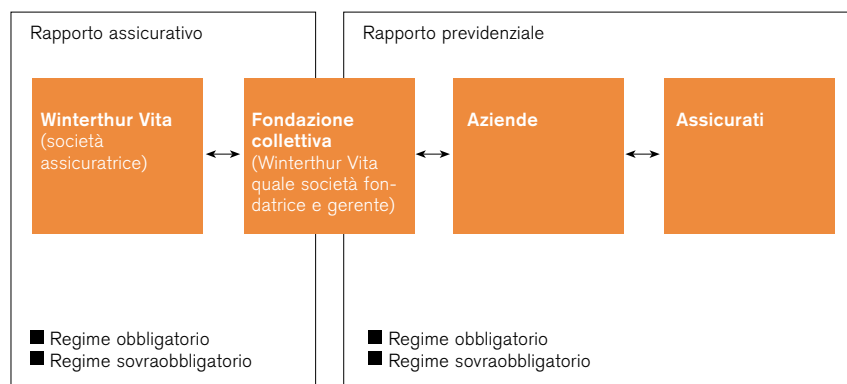 Rapporto assicurativo
Rapporto previdenziale
Winterthur Vita
(società
assicuratrice)
Fondazione
collettiva
(Winterthur Vita
quale società fon-
datrice e gerente)
Aziende
Assicurati
Regime obbligatorio
Regime sovraobbligatorio
Regime obbligatorio
Regime sovraobbligatorio